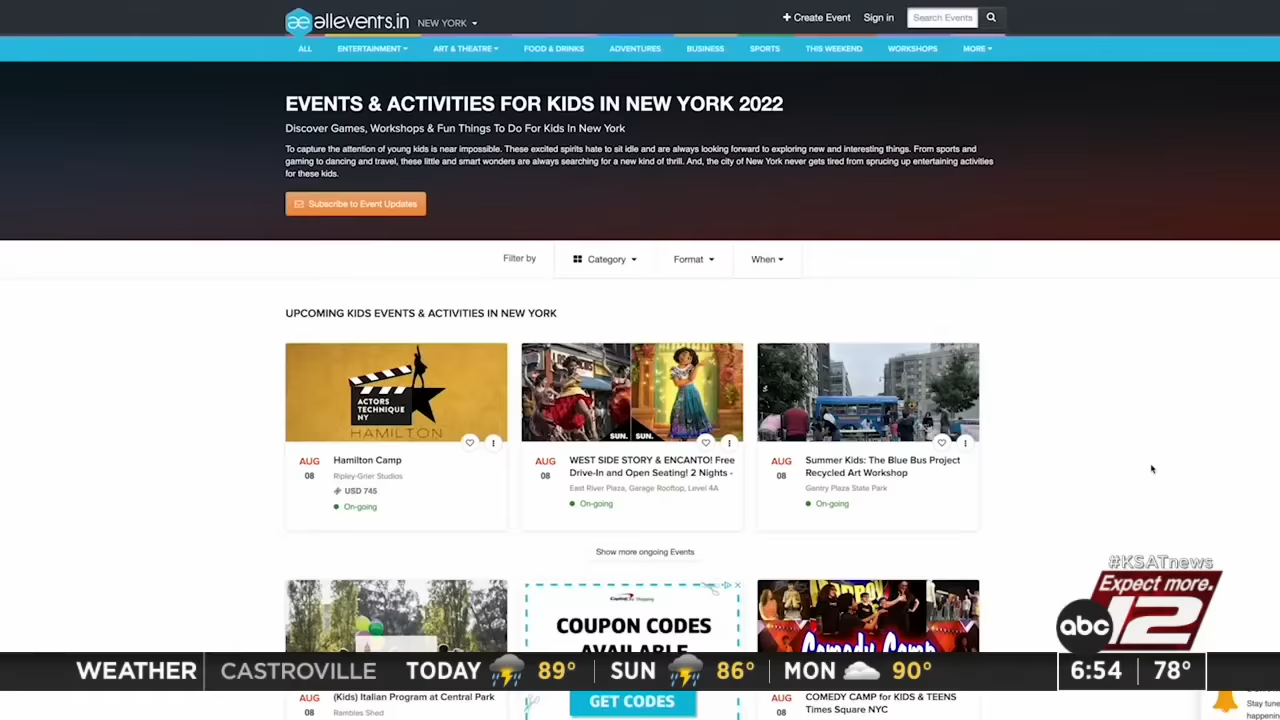 allevents.in NEW YORK
+ Create Event Sign in Search Events
ALL ENTERTAINMENT ART & THEATRE FOOD & DRINKS ADVENTURES BUSINESS SPORTS THIS WEEKEND WORKSHOPS MORE
EVENTS & ACTIVITIES FOR KIDS IN NEW YORK 2022
Discover Games, Workshops & Fun Things To Do For Kids In New York
To capture the attention of young kids is near impossible. These excited spirits hate to sit idle and are always looking forward to exploring new and interesting things. From sports and
gaming to dancing and travel, these little and smart wonders are always searching for a new kind of thrill. And, the city of New York never gets tired from sprucing up entertaining activities
for these kids.
Subscribe to Event Updates
Filter by Category Format When
UPCOMING KIDS EVENTS & ACTIVITIES IN NEW YORK
ACTORS
TECHNIQUE
NY
HAMILTON
AUG
08
Hamilton Camp
Ripley-Grier Studios
USD 745
On-going
SUN. SUN.
AUG
08
WEST SIDE STORY & ENCANTO! Free
Drive-In and Open Seating! 2 Nights -
East River Plaza, Garage Rooftop, Level 4A
On-going
AUG
08
Summer Kids: The Blue Bus Project
Recycled Art Workshop
Gantry Plaza State Park
On-going
Show more ongoing Events
AUG
08
(Kids) Italian Program at Central Park
Rambles Shed
Shopping
COUPON CODES
AVAILABLE
GET CODES
Comedy Camp
AUG
08
COMEDY CAMP for KIDS & TEENS
Times Square NYC
#KSATnews
Expect more.
abc 12
WEATHER CASTROVILLE TODAY 89° SUN 86° MON 90° 6:54 78°
Stay tune
happenin